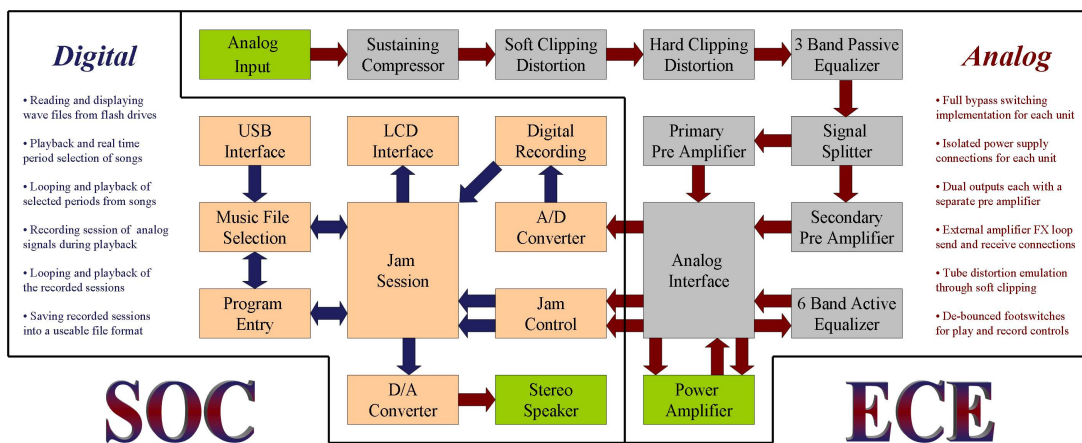 Digital
• Reading and displaying
wave files from flash drives
• Playback and real time
period selection of songs
• Looping and playback of
selected periods from songs
• Recording session of analog
signals during playback
• Looping and playback of
the recorded sessions
• Saving recorded sessions
into a useable file format
Analog
Input
Sustaining
Compressor
Soft Clipping
Distortion
Hard Clipping
Distortion
3 Band Passive
Equalizer
USB
Interface
LCD
Interface
Digital
Recording
Primary
Pre Amplifier
Signal
Splitter
Music File
Selection
Jam
Session
A/D
Converter
Analog
Interface
Secondary
Pre Amplifier
Program
Entry
Jam
Control
6 Band Active
Equalizer
D/A
Converter
Stereo
Speaker
Power
Amplifier
Analog
• Full bypass switching
implementation for each unit
• Isolated power supply
connections for each unit
• Dual outputs each with a
separate pre amplifier
• External amplifier FX loop
send and receive connections
• Tube distortion emulation
through soft clipping
• De-bounced footswitches
for play and record controls
SOC
ECE